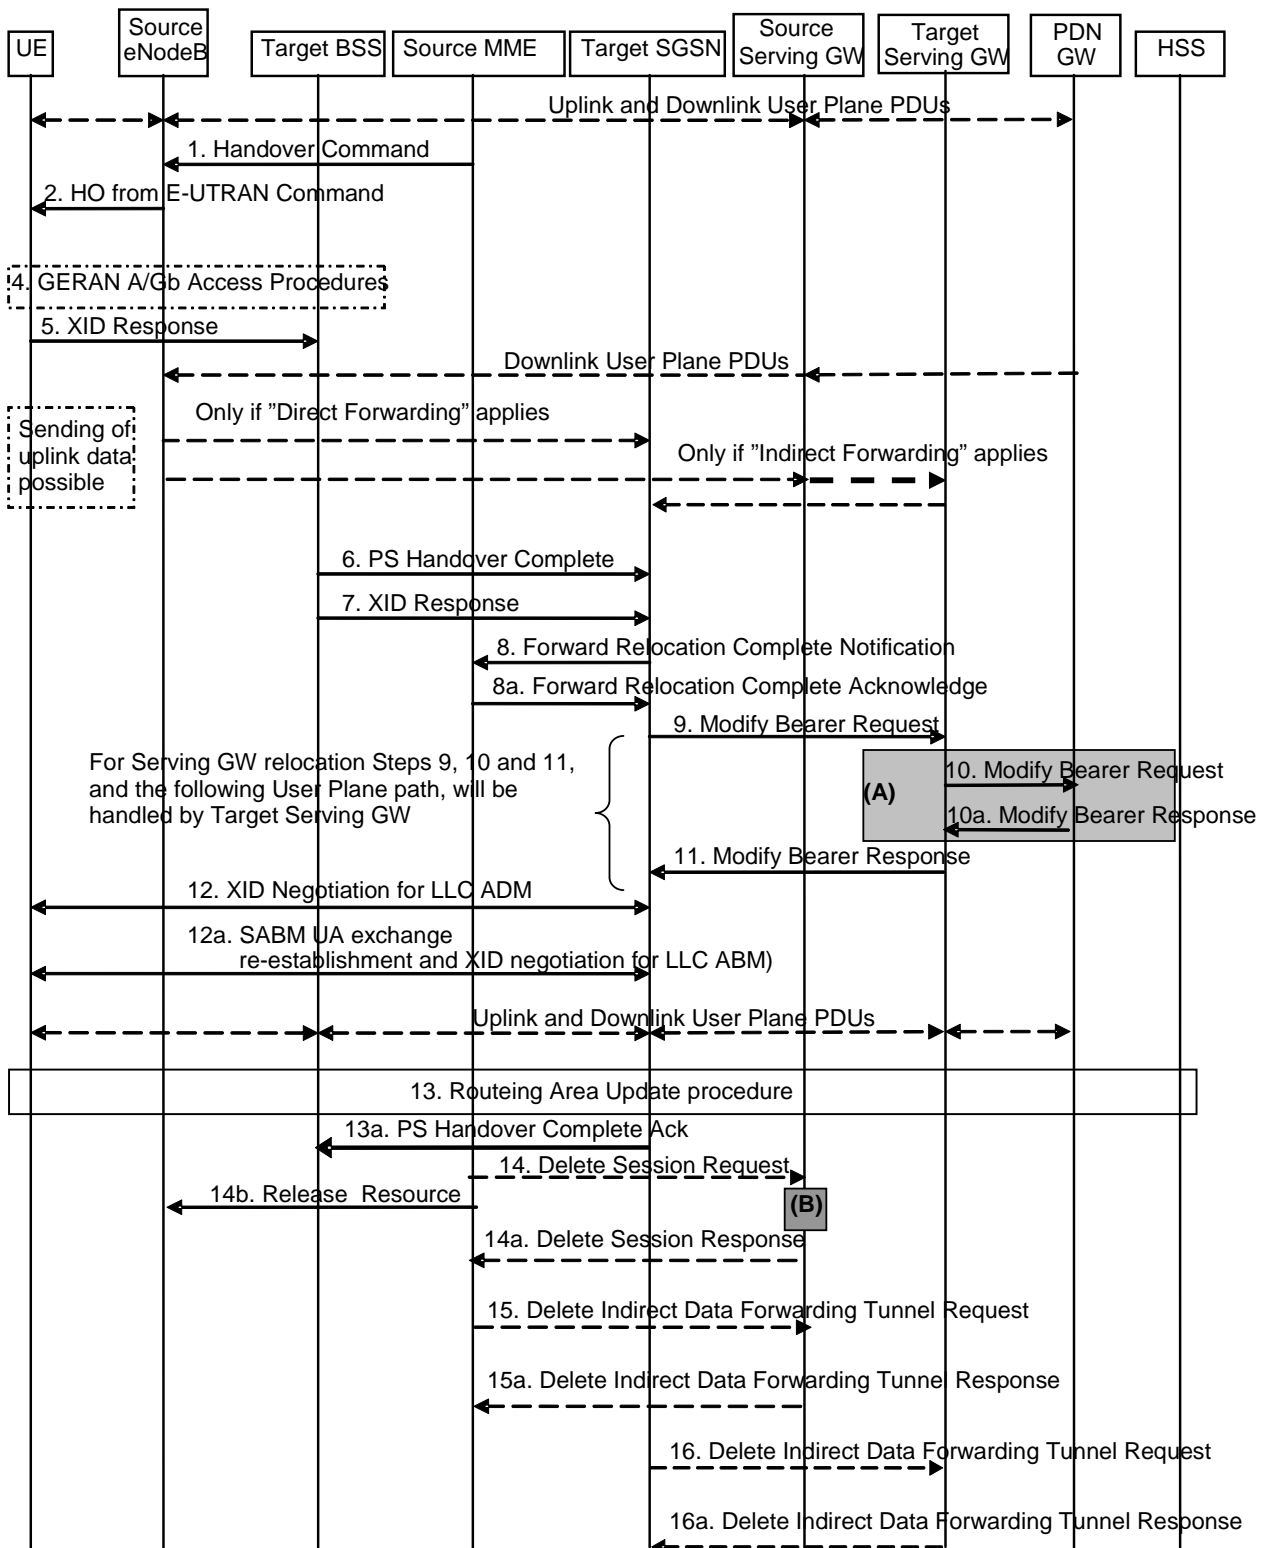 UE
Source
eNodeB
Target BSS
Source MME
Target SGSN
Source
Serving GW
Target
Serving GW
PDN
GW
HSS
Uplink and Downlink User Plane PDUs
1. Handover Command
2. HO from E-UTRAN Command
4. GERAN A/Gb Access Procedures
5. XID Response
Downlink User Plane PDUs
Only if ”Direct Forwarding” applies
Sending of
uplink data
possible
Only if ”Indirect Forwarding” applies
6. PS Handover Complete
7. XID Response
8. Forward Relocation Complete Notification
8a. Forward Relocation Complete Acknowledge
9. Modify Bearer Request
For Serving GW relocation Steps 9, 10 and 11,
and the following User Plane path, will be
handled by Target Serving GW
(A)
10. Modify Bearer Request
10a. Modify Bearer Response
11. Modify Bearer Response
12. XID Negotiation for LLC ADM
12a. SABM UA exchange
re-establishment and XID negotiation for LLC ABM)
Uplink and Downlink User Plane PDUs
13. Routeing Area Update procedure
13a. PS Handover Complete Ack
14. Delete Session Request
14b. Release Resource
(B)
14a. Delete Session Response
15. Delete Indirect Data Forwarding Tunnel Request
15a. Delete Indirect Data Forwarding Tunnel Response
16. Delete Indirect Data Forwarding Tunnel Request
16a. Delete Indirect Data Forwarding Tunnel Response